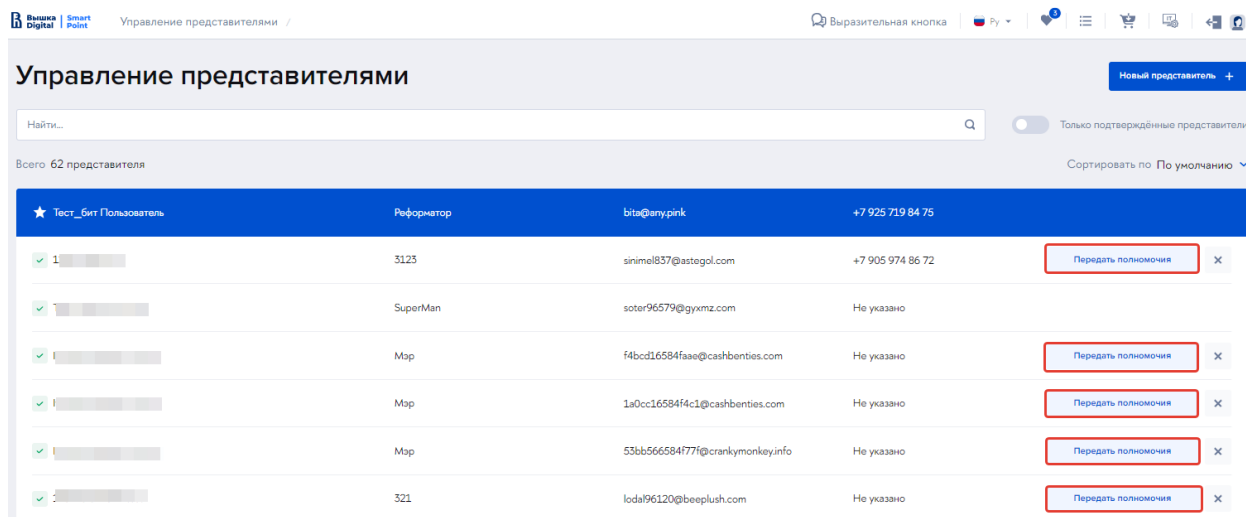 Вышка Digital | Smart Point Управление представителями / Выразительная кнопка Ру 3
Управление представителями
Новый представитель +
Найти...
Только подтверждённые представители
Всего 62 представителя
Сортировать по По умолчанию
Тест_бит Пользователь Реформатор bita@any.pink +7 925 719 84 75
1 3123 sinimel837@astegol.com +7 905 974 86 72 Передать полномочия ×
SuperMan soter96579@gyxmz.com Не указано
Мэр f4bcd16584faae@cashbenties.com Не указано Передать полномочия ×
Мэр 1a0cc16584f4c1@cashbenties.com Не указано Передать полномочия ×
Мэр 53bb566584f77f@crankymonkey.info Не указано Передать полномочия ×
321 lodal96120@beeplush.com Не указано Передать полномочия ×